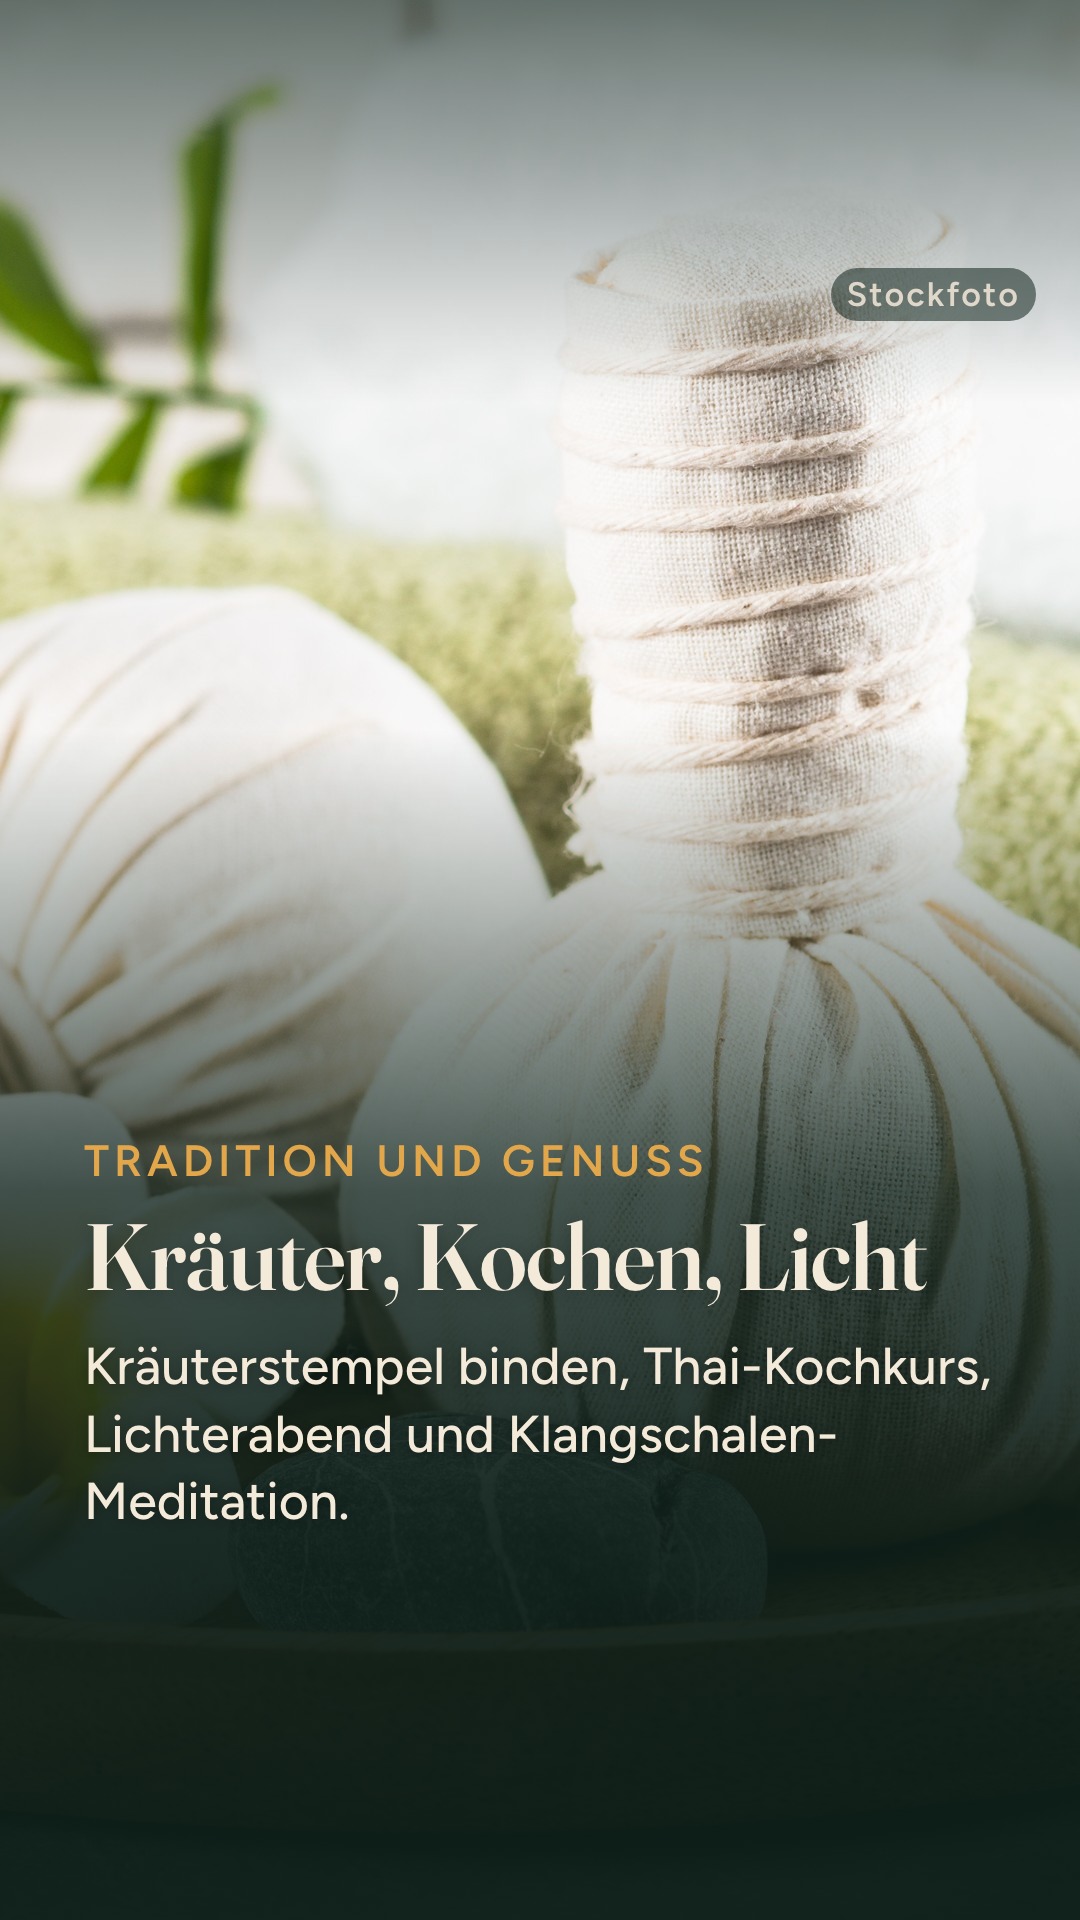 Stockfoto
TRADITION UND GENUSS
Kräuter, Kochen, Licht
Kräuterstempel binden, Thai-Kochkurs,
Lichterabend und Klangschalen-
Meditation.